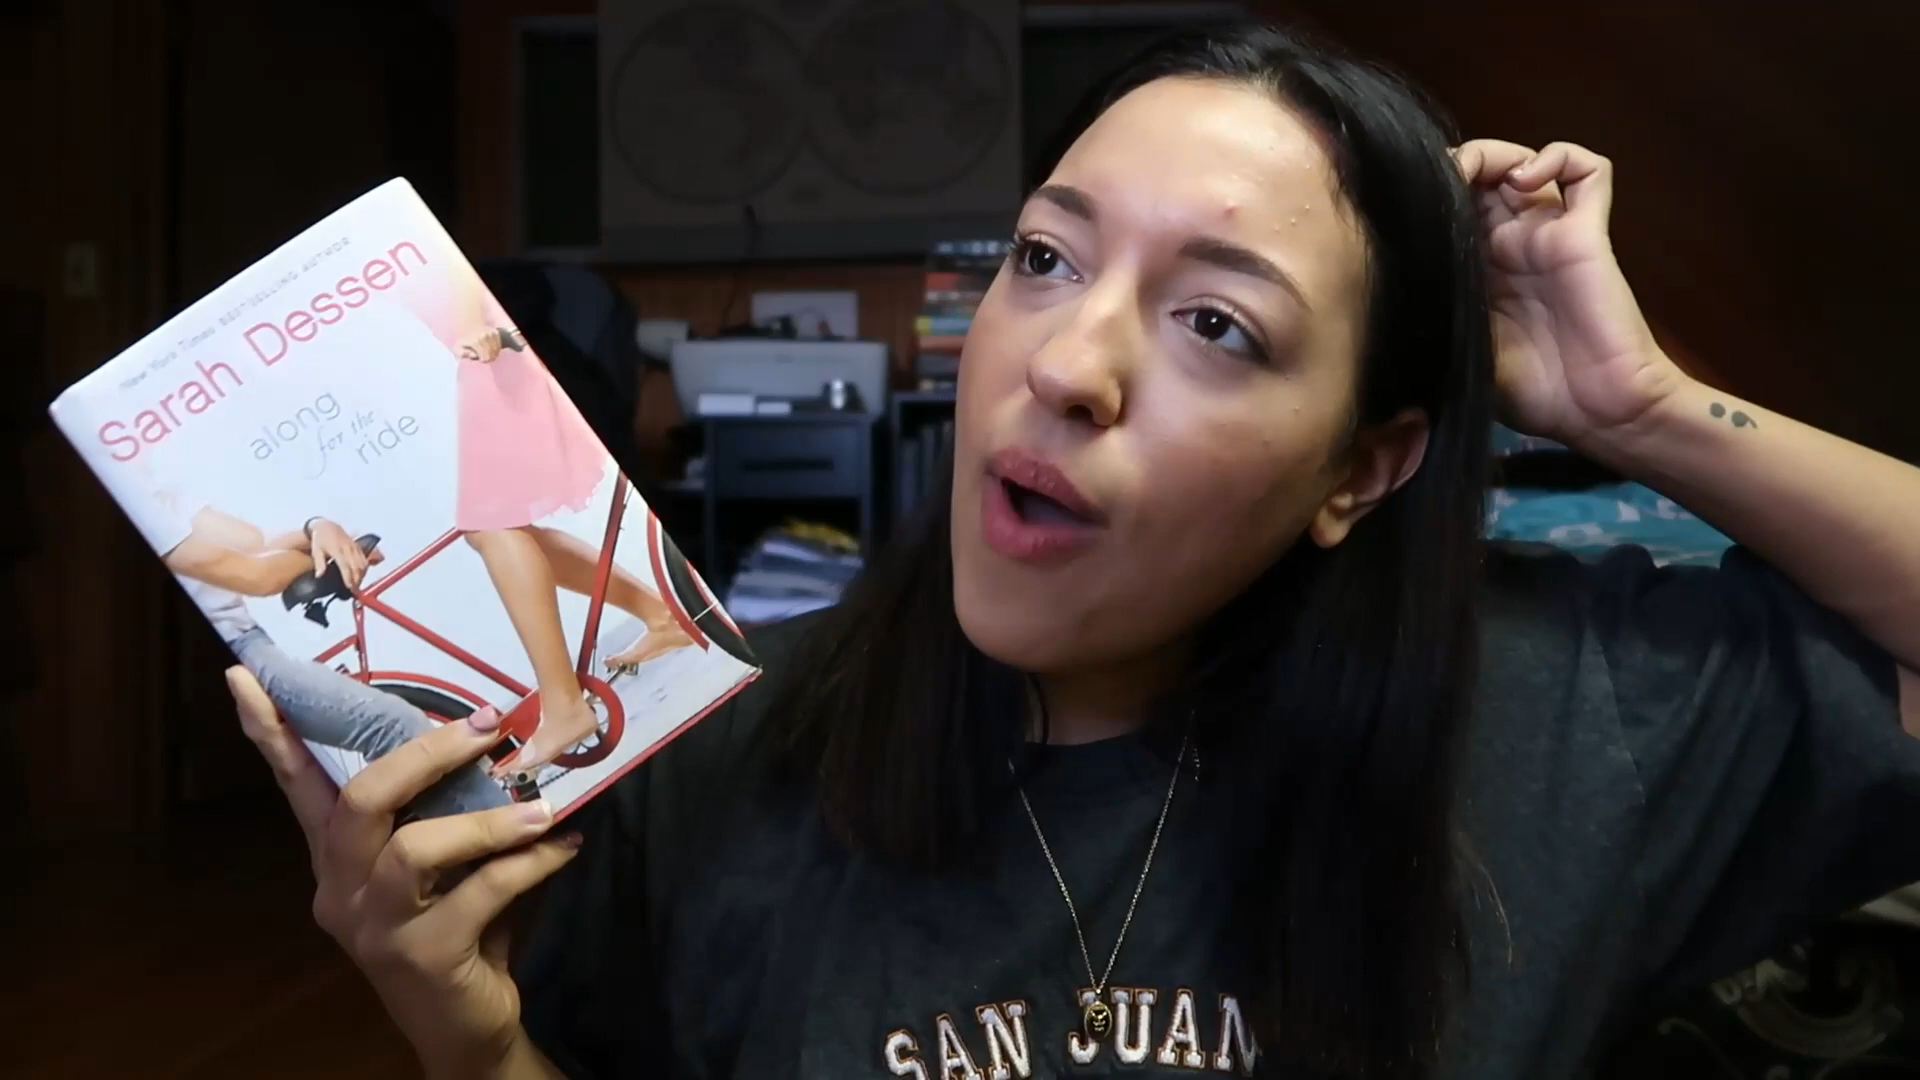 New York Times BESTSELLING AUTHOR
Sarah Dessen
along
for the
ride
SAN JUAN